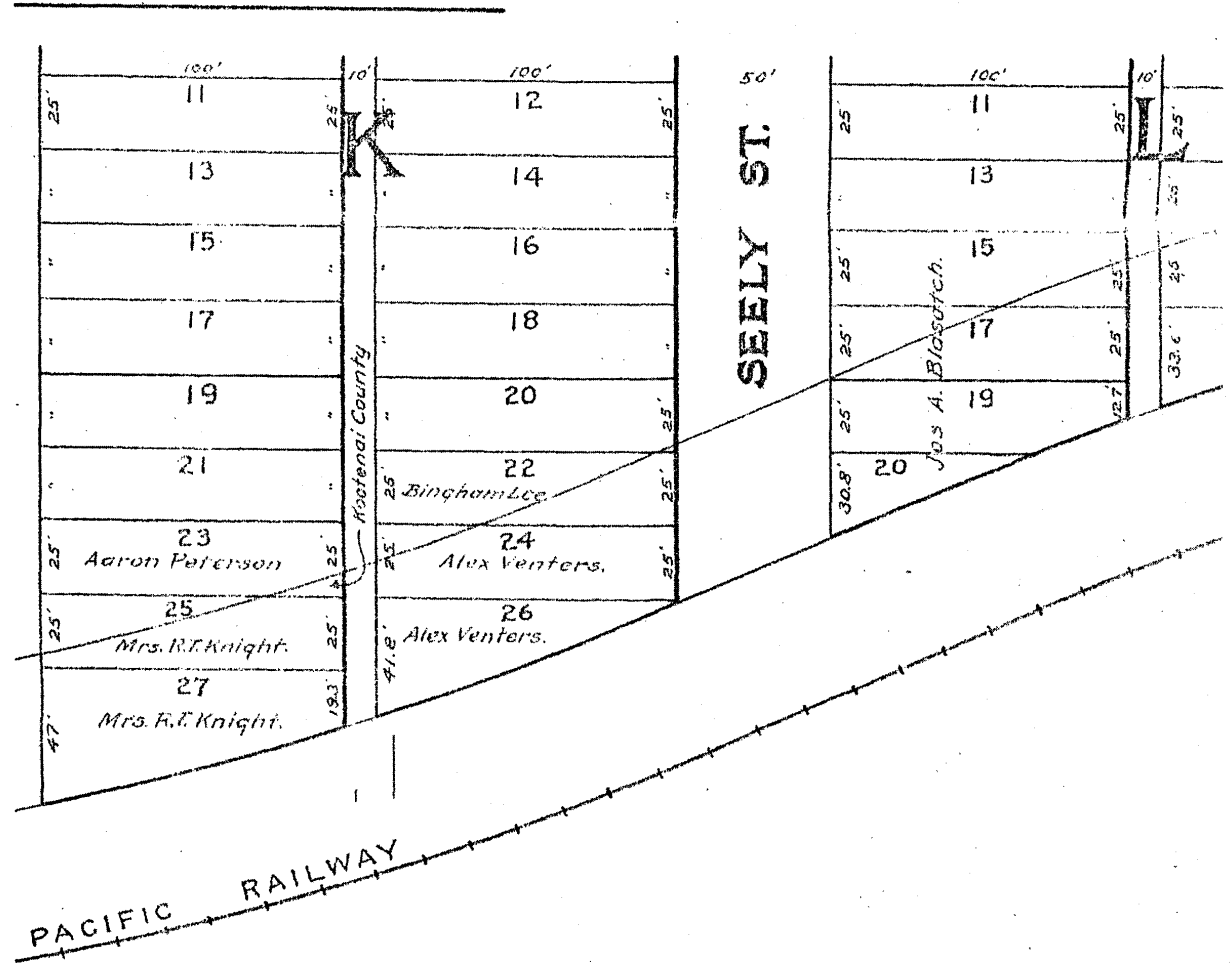 100' 10' 100' 50' 100' 10'
25' 11 25' K 25' 12 25' 25' 11 25' L 25'
13 14 13 25'
15 16 25' 15 25' 25
17 18 25' 17 25' 33.6'
19 20 25' 25' 19 12.7'
21 25' 22 25' 30.8' 20
Bingham Lee
25' 23 25' 25' 24 25'
Aaron Peterson Alex Venters.
25' 25 25' 41.8' 26
Mrs. R.T. Knight. Alex Venters.
47' 27 19.3'
Mrs. R.T. Knight.
Kootenai County
SEELY ST.
Jos A. Blasatch.
PACIFIC RAILWAY